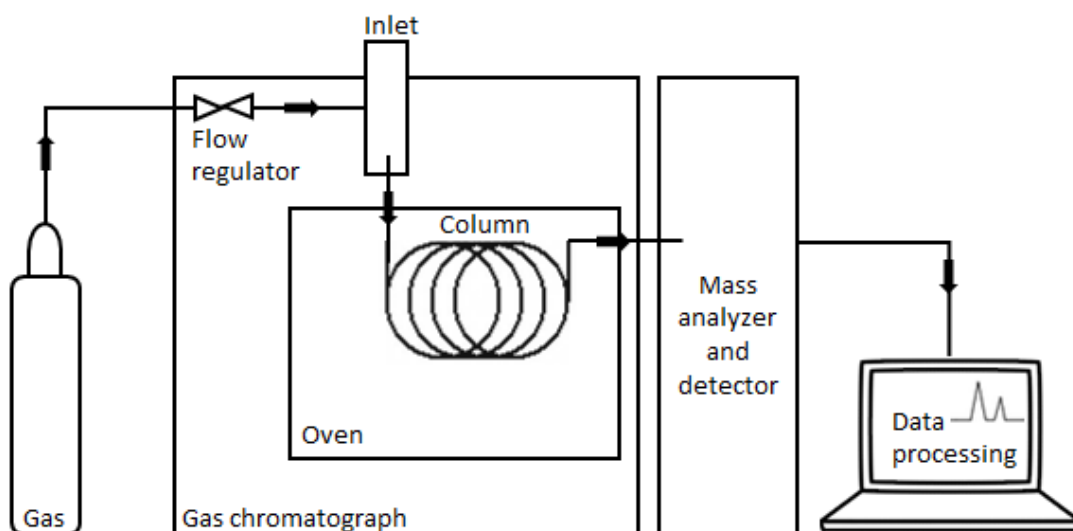 Inlet
Flow
regulator
Column
Mass
analyzer
and
detector
Data
processing
Oven
Gas
Gas chromatograph